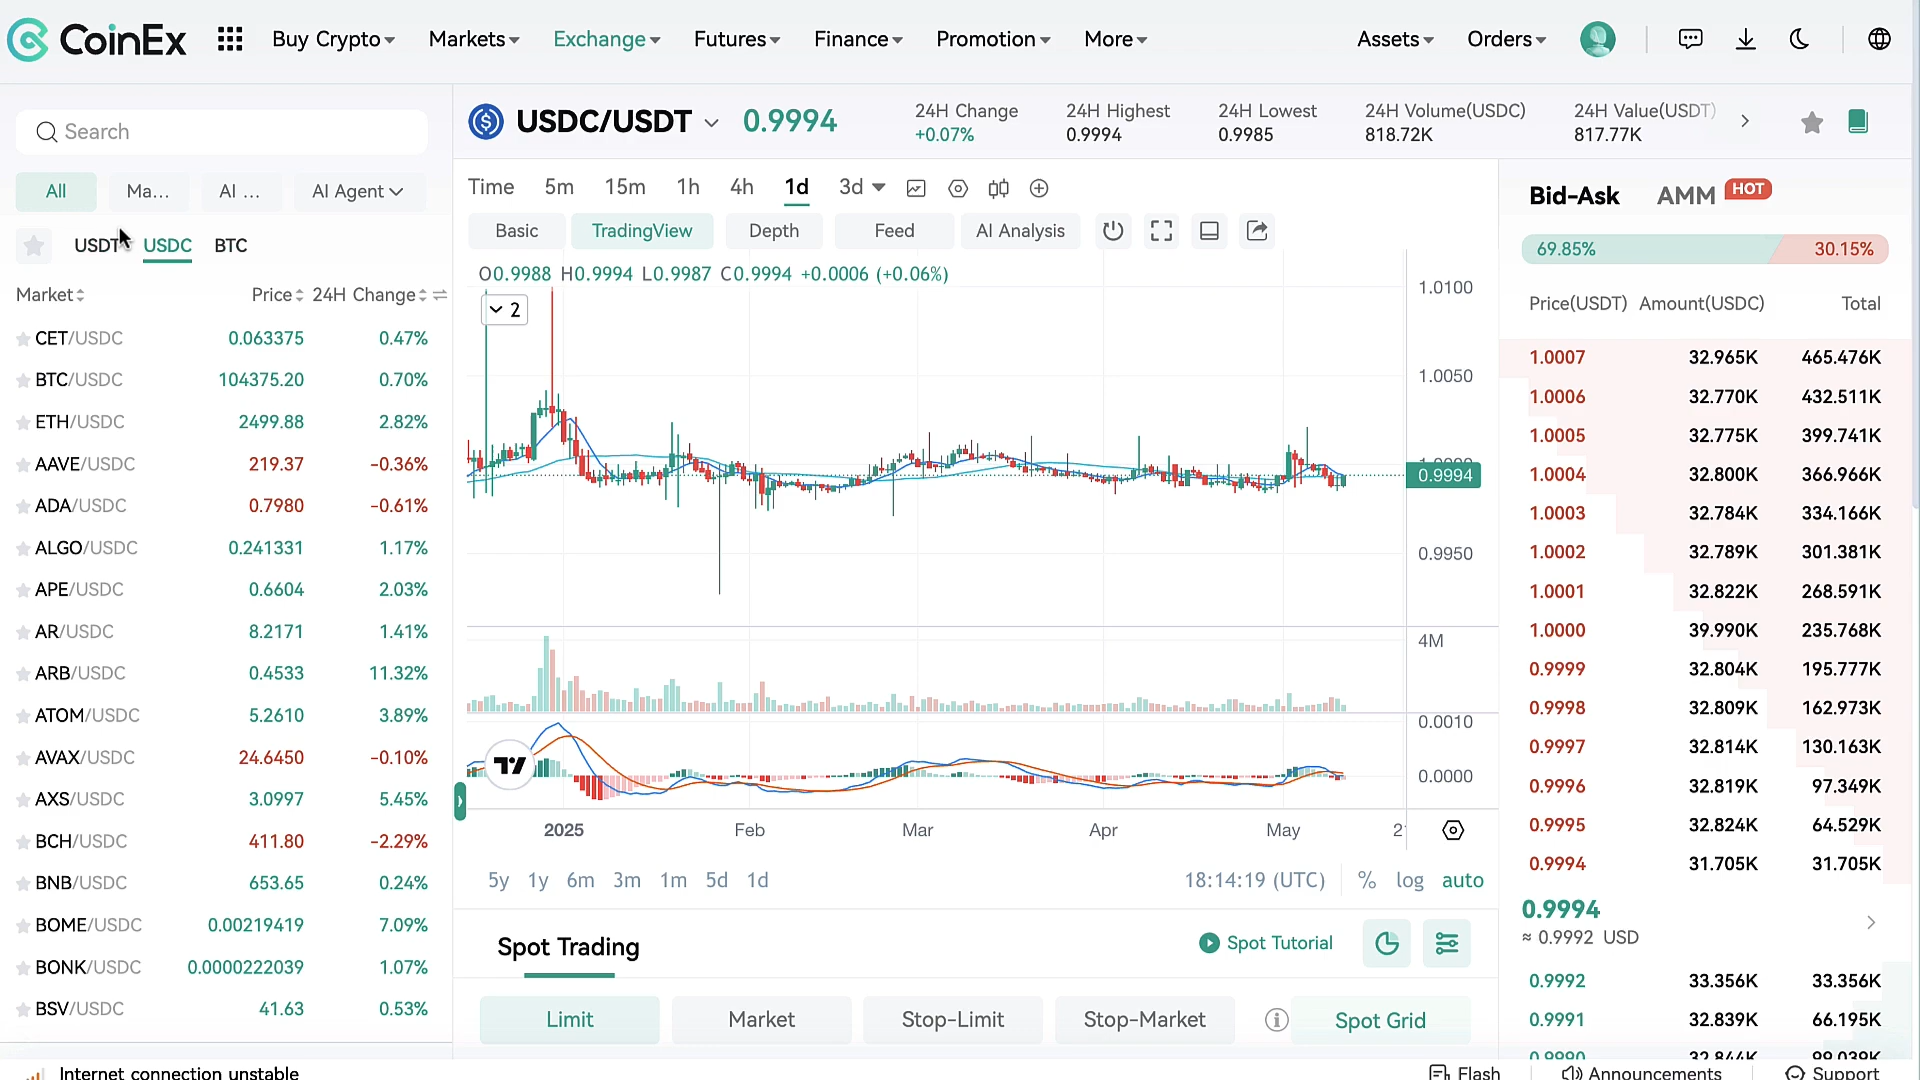 CoinEx
Buy Crypto Markets Exchange Futures Finance Promotion More Assets Orders
Search
All Ma... AI ... AI Agent
USDT USDC BTC
Market Price 24H Change
CET/USDC 0.063375 0.47%
BTC/USDC 104375.20 0.70%
ETH/USDC 2499.88 2.82%
AAVE/USDC 219.37 -0.36%
ADA/USDC 0.7980 -0.61%
ALGO/USDC 0.241331 1.17%
APE/USDC 0.6604 2.03%
AR/USDC 8.2171 1.41%
ARB/USDC 0.4533 11.32%
ATOM/USDC 5.2610 3.89%
AVAX/USDC 24.6450 -0.10%
AXS/USDC 3.0997 5.45%
BCH/USDC 411.80 -2.29%
BNB/USDC 653.65 0.24%
BOME/USDC 0.00219419 7.09%
BONK/USDC 0.0000222039 1.07%
BSV/USDC 41.63 0.53%
USDC/USDT 0.9994
24H Change 24H Highest 24H Lowest 24H Volume(USDC) 24H Value(USDT)
+0.07% 0.9994 0.9985 818.72K 817.77K
Time 5m 15m 1h 4h 1d 3d
Basic TradingView Depth Feed AI Analysis
O0.9988 H0.9994 L0.9987 C0.9994 +0.0006 (+0.06%)
2
1.0100
1.0050
0.9994
0.9950
4M
0.0010
0.0000
2025 Feb Mar Apr May
5y 1y 6m 3m 1m 5d 1d 18:14:19 (UTC) % log auto
Spot Trading Spot Tutorial
Limit Market Stop-Limit Stop-Market Spot Grid
Bid-Ask AMM HOT
69.85% 30.15%
Price(USDT) Amount(USDC) Total
1.0007 32.965K 465.476K
1.0006 32.770K 432.511K
1.0005 32.775K 399.741K
1.0004 32.800K 366.966K
1.0003 32.784K 334.166K
1.0002 32.789K 301.381K
1.0001 32.822K 268.591K
1.0000 39.990K 235.768K
0.9999 32.804K 195.777K
0.9998 32.809K 162.973K
0.9997 32.814K 130.163K
0.9996 32.819K 97.349K
0.9995 32.824K 64.529K
0.9994 31.705K 31.705K
0.9994
≈ 0.9992 USD
0.9992 33.356K 33.356K
0.9991 32.839K 66.195K
0.9990 32.844K 99.039K
Internet connection unstable Flash Announcements Support